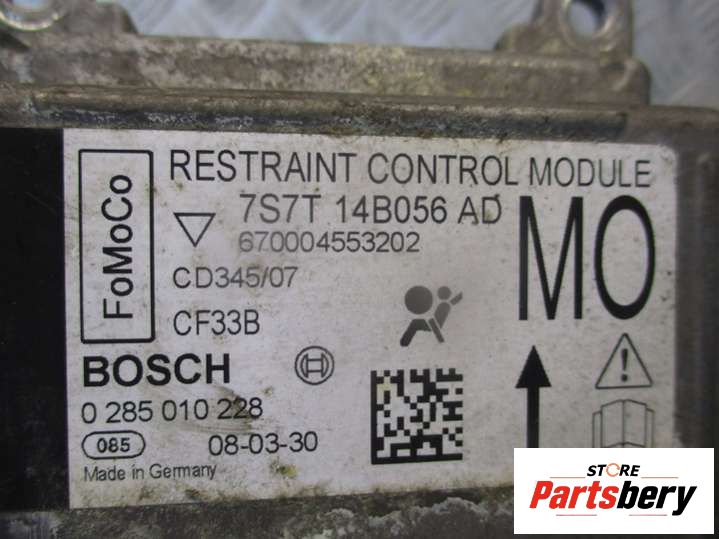 FoMoCo
RESTRAINT CONTROL MODULE
7S7T 14B056 AD
670004553202
CD345/07
CF33B
MO
BOSCH
0 285 010 228
085
08-03-30
Made in Germany
STORE
Partsbery